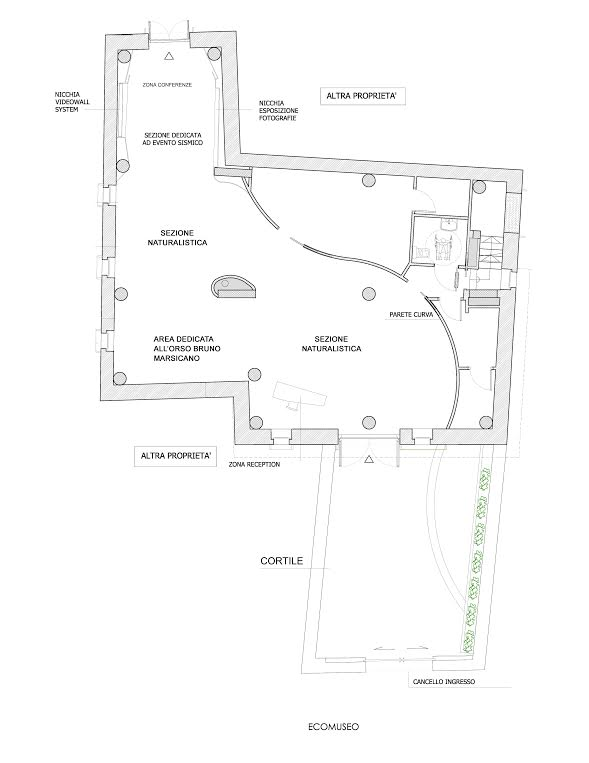 ZONA CONFERENZE
NICCHIA
VIDEOWALL
SYSTEM
NICCHIA
ESPOSIZIONE
FOTOGRAFIE
ALTRA PROPRIETA'
SEZIONE DEDICATA
AD EVENTO SISMICO
SEZIONE
NATURALISTICA
PARETE CURVA
AREA DEDICATA
ALL'ORSO BRUNO
MARSICANO
SEZIONE
NATURALISTICA
ALTRA PROPRIETA'
ZONA RECEPTION
CORTILE
CANCELLO INGRESSO
ECOMUSEO